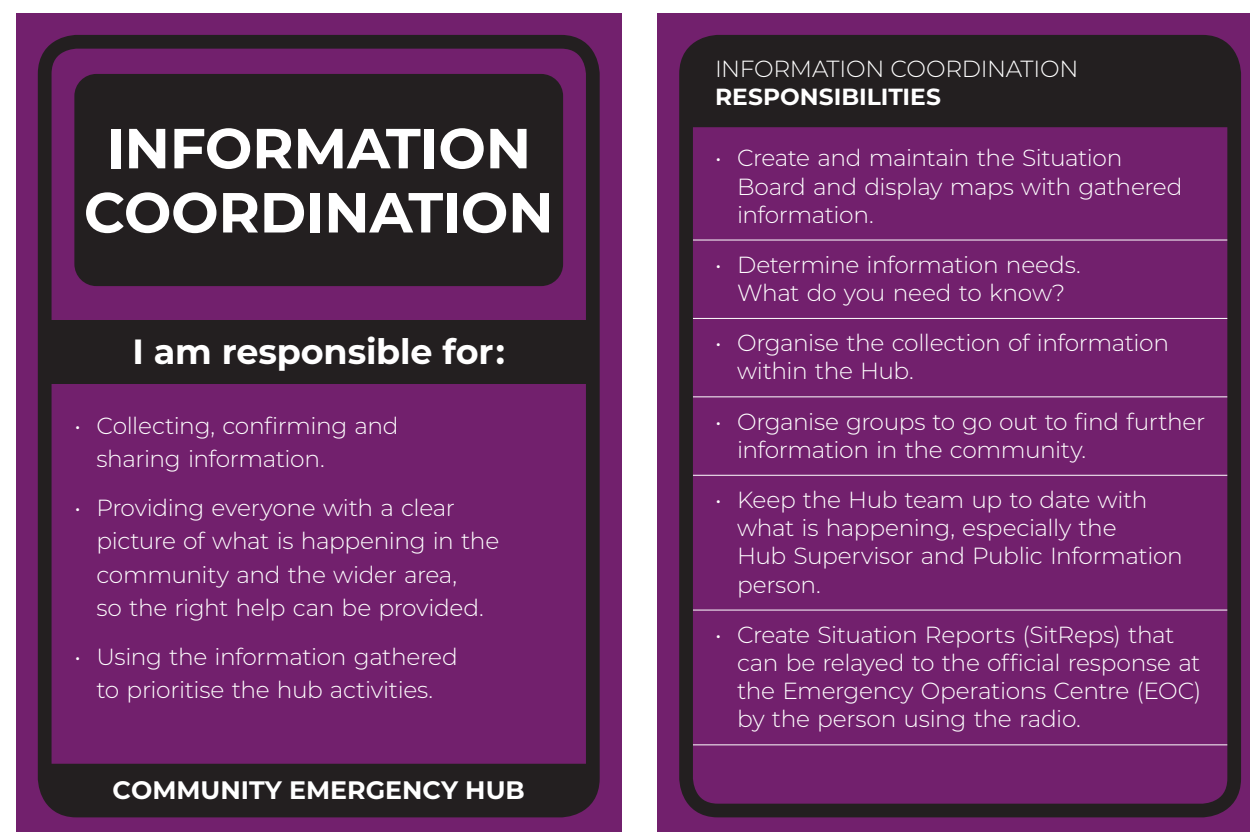 INFORMATION
COORDINATION
I am responsible for:
· Collecting, confirming and
sharing information.
· Providing everyone with a clear
picture of what is happening in the
community and the wider area,
so the right help can be provided.
· Using the information gathered
to prioritise the hub activities.
COMMUNITY EMERGENCY HUB
INFORMATION COORDINATION
RESPONSIBILITIES
· Create and maintain the Situation
Board and display maps with gathered
information.
· Determine information needs.
What do you need to know?
· Organise the collection of information
within the Hub.
· Organise groups to go out to find further
information in the community.
· Keep the Hub team up to date with
what is happening, especially the
Hub Supervisor and Public Information
person.
· Create Situation Reports (SitReps) that
can be relayed to the official response at
the Emergency Operations Centre (EOC)
by the person using the radio.